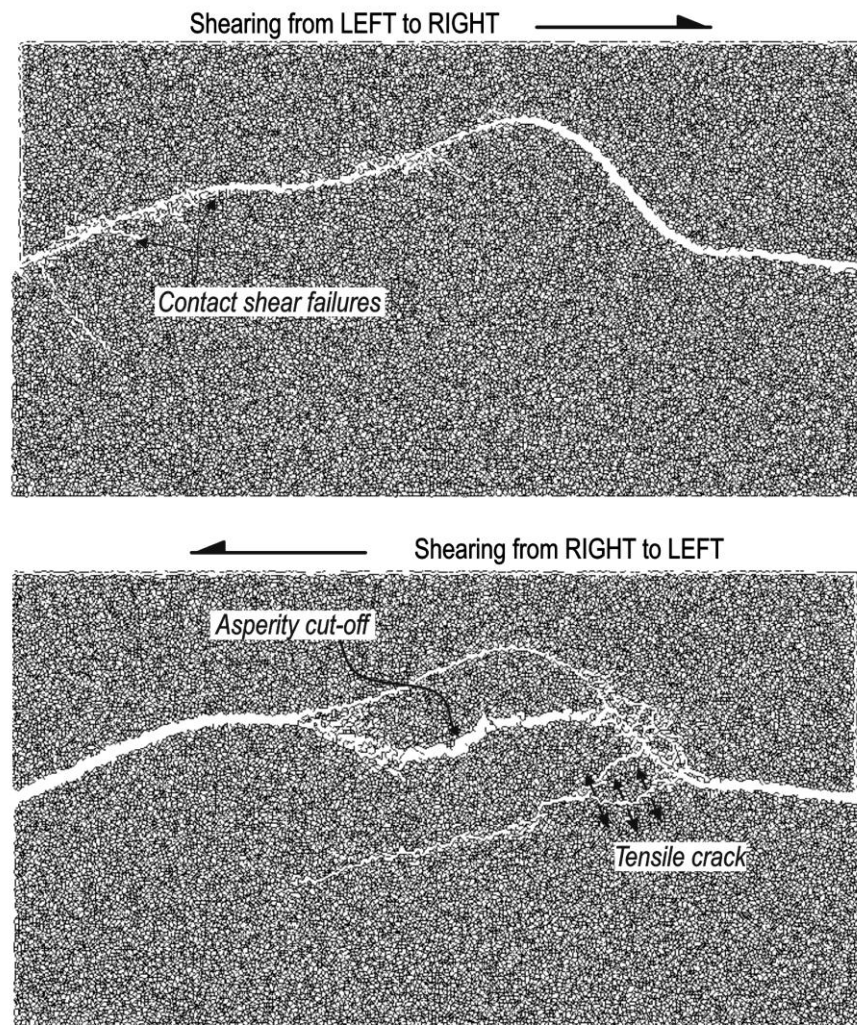 Shearing from LEFT to RIGHT
Contact shear failures
Shearing from RIGHT to LEFT
Asperity cut-off
Tensile crack